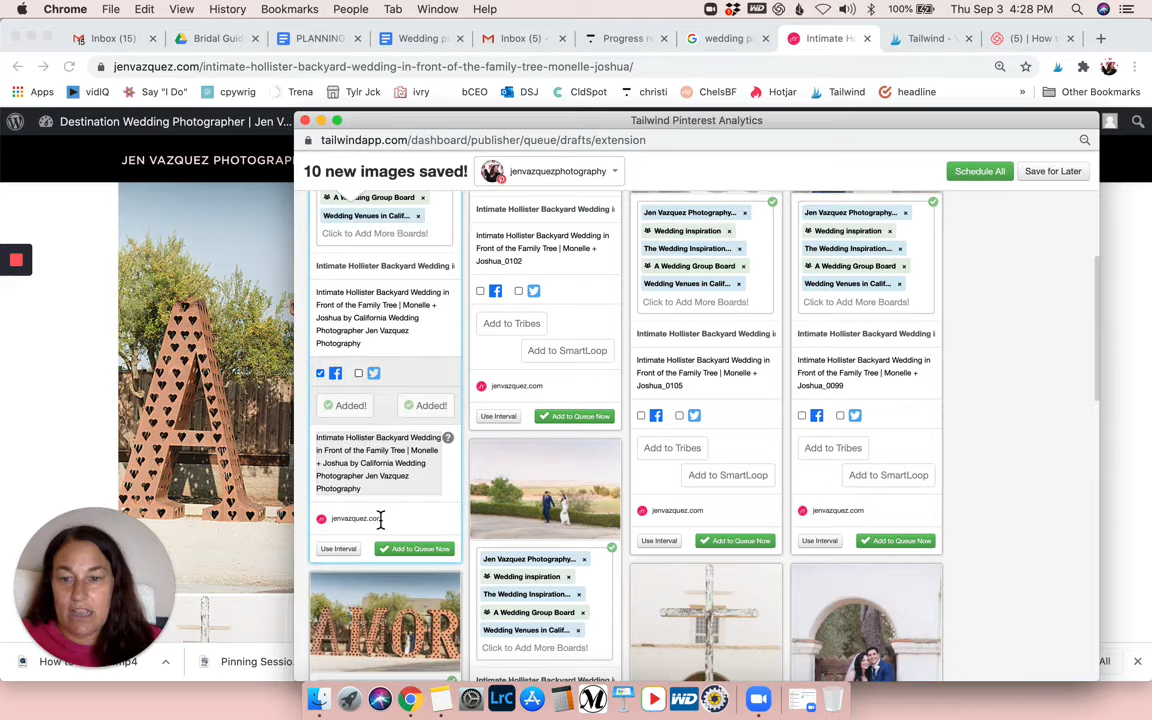 Chrome File Edit View History Bookmarks People Tab Window Help 100% Thu Sep 3 4:28 PM
Inbox (15) Bridal Guid PLANNING Wedding pl Inbox (5) - Progress re wedding p Intimate Ho Tailwind - \ (5) | How t
jenvazquez.com/intimate-hollister-backyard-wedding-in-front-of-the-family-tree-monelle-joshua/
Apps vidIQ Say "I Do" cpywrig Trena Tylr Jck ivry bCEO DSJ CldSpot christi ChelsBF Hotjar Tailwind headline » Other Bookmarks
Destination Wedding Photographer | Jen V...
JEN VAZQUEZ PHOTOGRAP
Tailwind Pinterest Analytics
tailwindapp.com/dashboard/publisher/queue/drafts/extension
10 new images saved! jenvazquezphotography Schedule All Save for Later
A Wedding Group Board ×
Wedding Venues in Calif... ×
Click to Add More Boards!
Intimate Hollister Backyard Wedding i
Intimate Hollister Backyard Wedding in
Front of the Family Tree | Monelle +
Joshua by California Wedding
Photographer Jen Vazquez
Photography
Added! Added!
Intimate Hollister Backyard Wedding
in Front of the Family Tree | Monelle
+ Joshua by California Wedding
Photographer Jen Vazquez
Photography
jenvazquez.com
Use Interval Add to Queue Now
AMOR
Intimate Hollister Backyard Wedding i
Intimate Hollister Backyard Wedding in
Front of the Family Tree | Monelle +
Joshua_0102
Add to Tribes
Add to SmartLoop
jenvazquez.com
Use Interval Add to Queue Now
Jen Vazquez Photography... ×
Wedding inspiration ×
The Wedding Inspiration... ×
A Wedding Group Board ×
Wedding Venues in Calif... ×
Click to Add More Boards!
Intimate Hollister Backyard Wedding i
Jen Vazquez Photography... ×
Wedding inspiration ×
The Wedding Inspiration... ×
A Wedding Group Board ×
Wedding Venues in Calif... ×
Click to Add More Boards!
Intimate Hollister Backyard Wedding i
Intimate Hollister Backyard Wedding in
Front of the Family Tree | Monelle +
Joshua_0105
Add to Tribes
Add to SmartLoop
jenvazquez.com
Use Interval Add to Queue Now
Jen Vazquez Photography... ×
Wedding inspiration ×
The Wedding Inspiration... ×
A Wedding Group Board ×
Wedding Venues in Calif... ×
Click to Add More Boards!
Intimate Hollister Backyard Wedding i
Intimate Hollister Backyard Wedding in
Front of the Family Tree | Monelle +
Joshua_0099
Add to Tribes
Add to SmartLoop
jenvazquez.com
Use Interval Add to Queue Now
A
How to mp4 Pinning Sessio All
Lrc WD